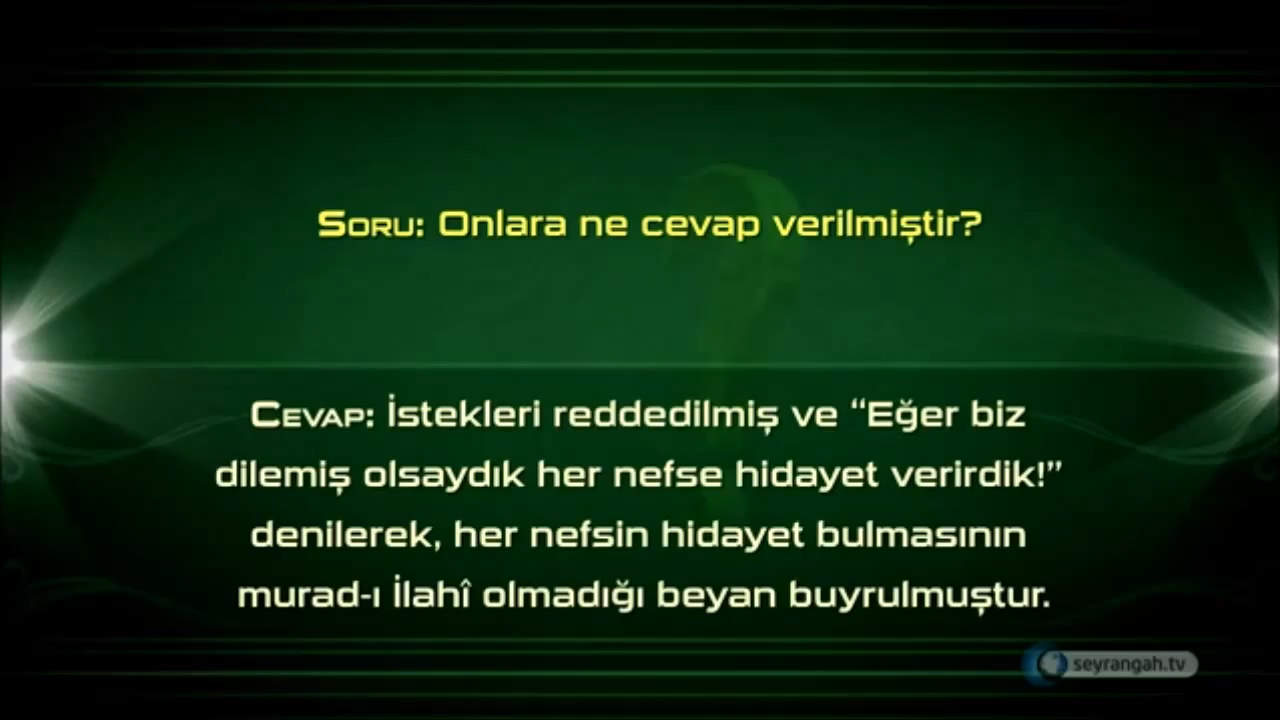 Soru: Onlara ne cevap verilmiştir?
Cevap: İstekleri reddedilmiş ve “Eğer biz
dilemiş olsaydık her nefse hidayet verirdik!”
denilerek, her nefsin hidayet bulmasının
murad-ı İlahî olmadığı beyan buyrulmuştur.
seyrangah.tv